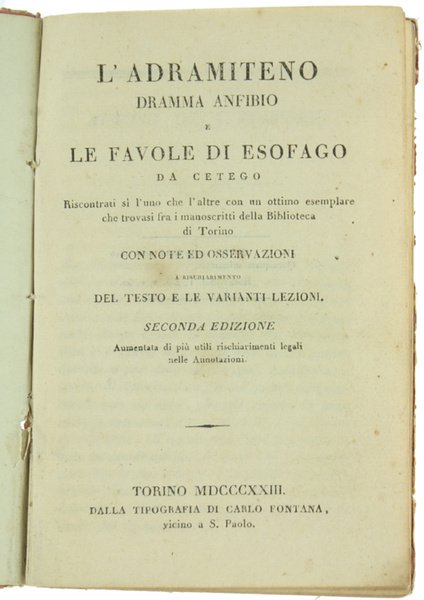 L' ADRAMITENO
DRAMMA ANFIBIO
E
LE FAVOLE DI ESOFAGO
DA CETEGO
Riscontrati sì l'uno che l'altre con un ottimo esemplare
che trovasi fra i manoscritti della Biblioteca
di Torino
CON NOTE ED OSSERVAZIONI
A RISCHIARIMENTO
DEL TESTO E LE VARIANTI LEZIONI.
SECONDA EDIZIONE
Aumentata di più utili rischiarimenti legali
nelle Annotazioni.
TORINO MDCCCXXIII.
DALLA TIPOGRAFIA DI CARLO FONTANA,
vicino a S. Paolo.